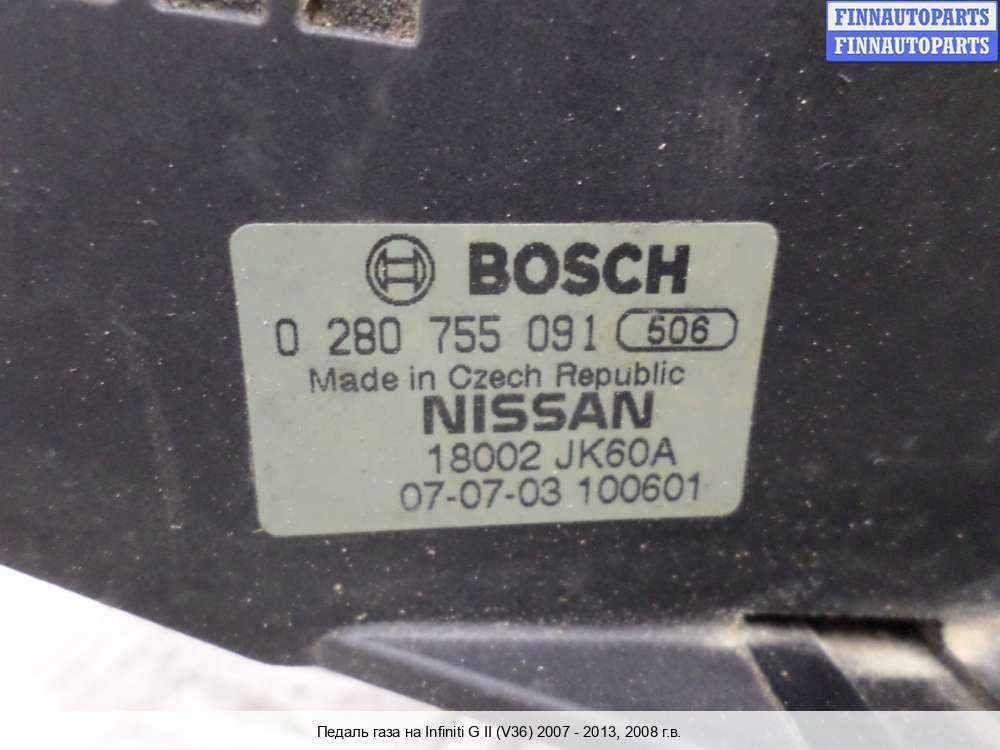 FINNAUTOPARTS
FINNAUTOPARTS
BOSCH
0 280 755 091 506
Made in Czech Republic
NISSAN
18002 JK60A
07-07-03 100601
Педаль газа на Infiniti G II (V36) 2007 - 2013, 2008 г.в.